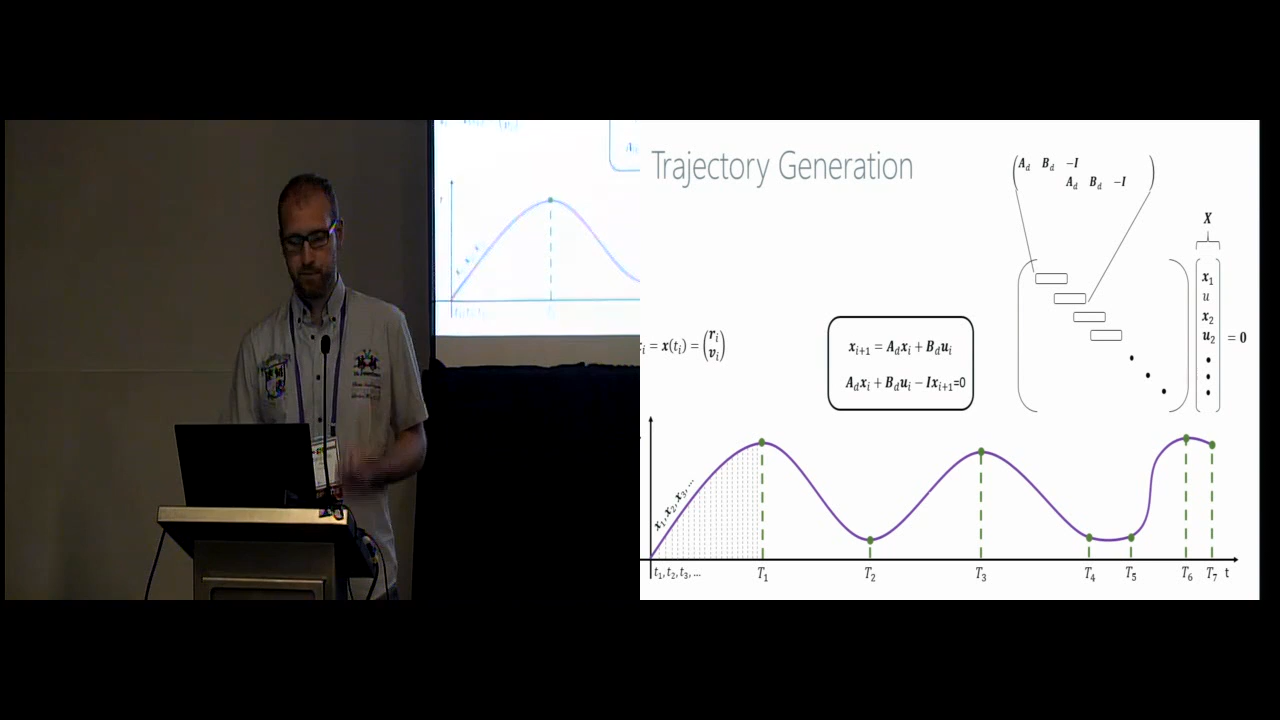 Trajectory Generation
A_d B_d −I
A_d B_d −I
X
x_1
u
x_2
u_2
= 0
x_i = x(t_i) = (r_i v_i)
x_{i+1} = A_d x_i + B_d u_i
A_d x_i + B_d u_i − I x_{i+1}=0
x_1, x_2, x_3, ...
t_1, t_2, t_3, ...
T_1 T_2 T_3 T_4 T_5 T_6 T_7 t